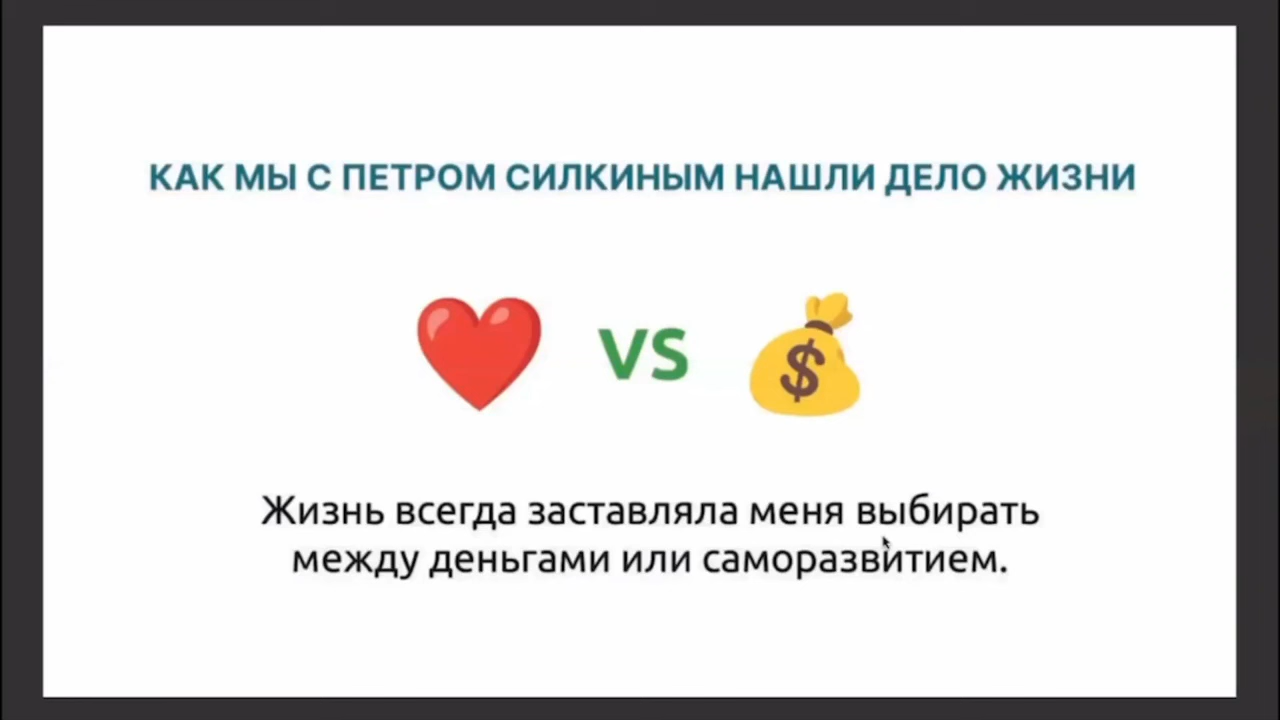 КАК МЫ С ПЕТРОМ СИЛКИНЫМ НАШЛИ ДЕЛО ЖИЗНИ
VS
$
Жизнь всегда заставляла меня выбирать
между деньгами или саморазвитием.